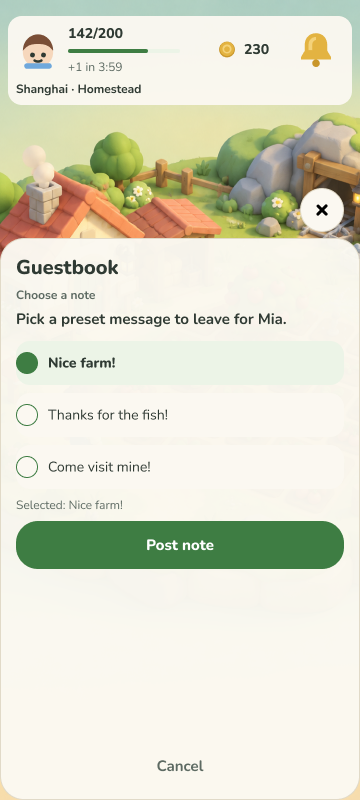 142/200
+1 in 3:59
230
Shanghai · Homestead
Guestbook
Choose a note
Pick a preset message to leave for Mia.
Nice farm!
Thanks for the fish!
Come visit mine!
Selected: Nice farm!
Post note
Cancel